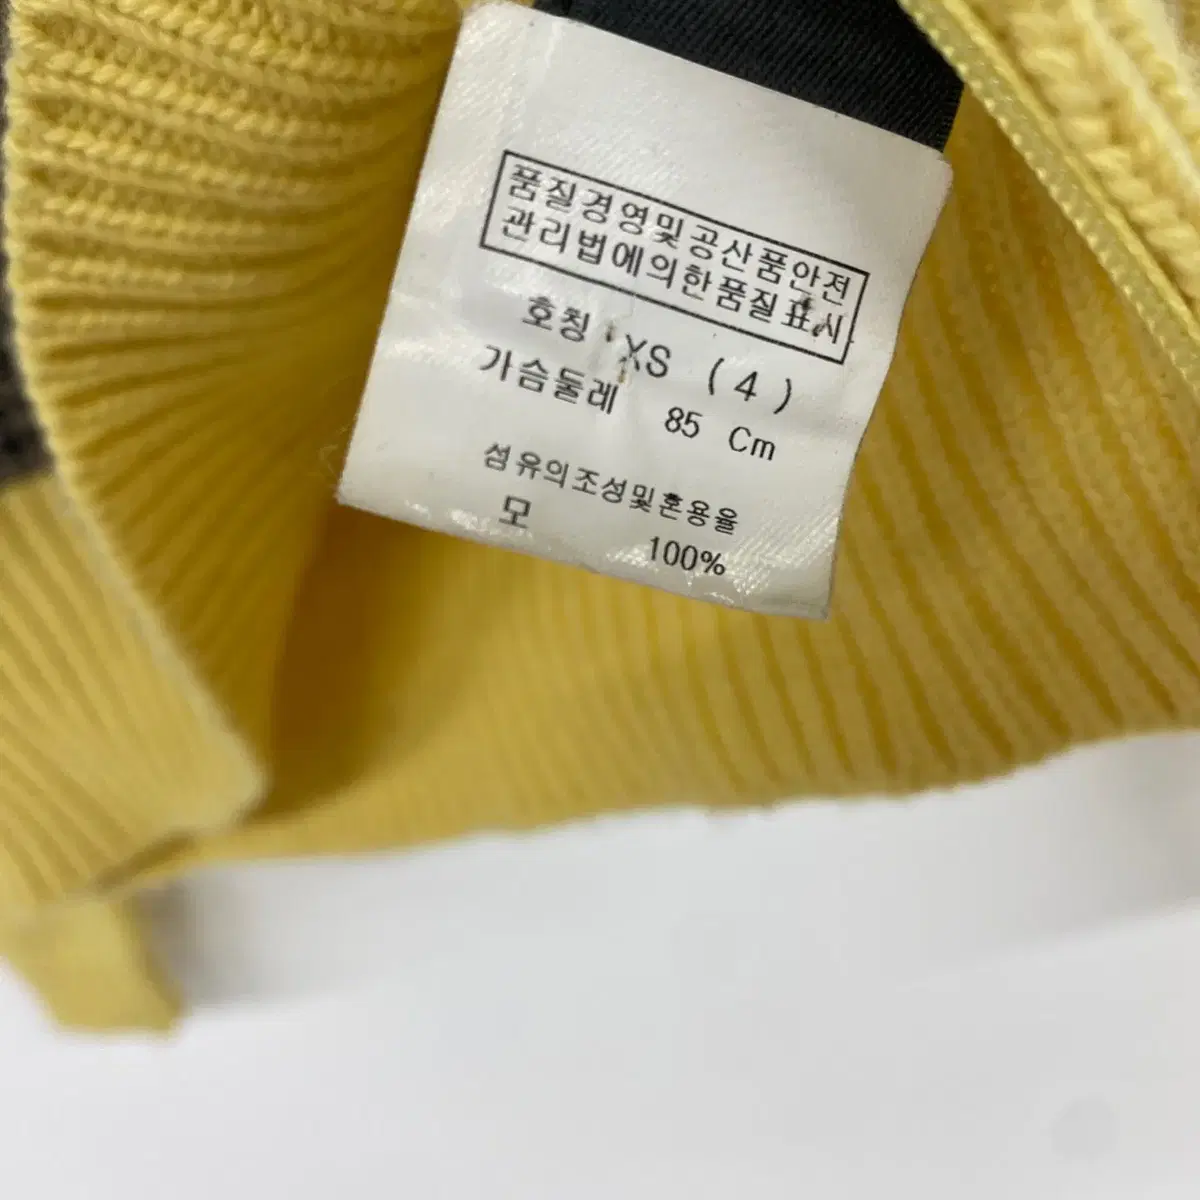 품질경영및공산품안전
관리법에의한품질표시
호칭 XS (4)
가슴둘레 85 Cm
섬유의조성및혼용율
모 100%